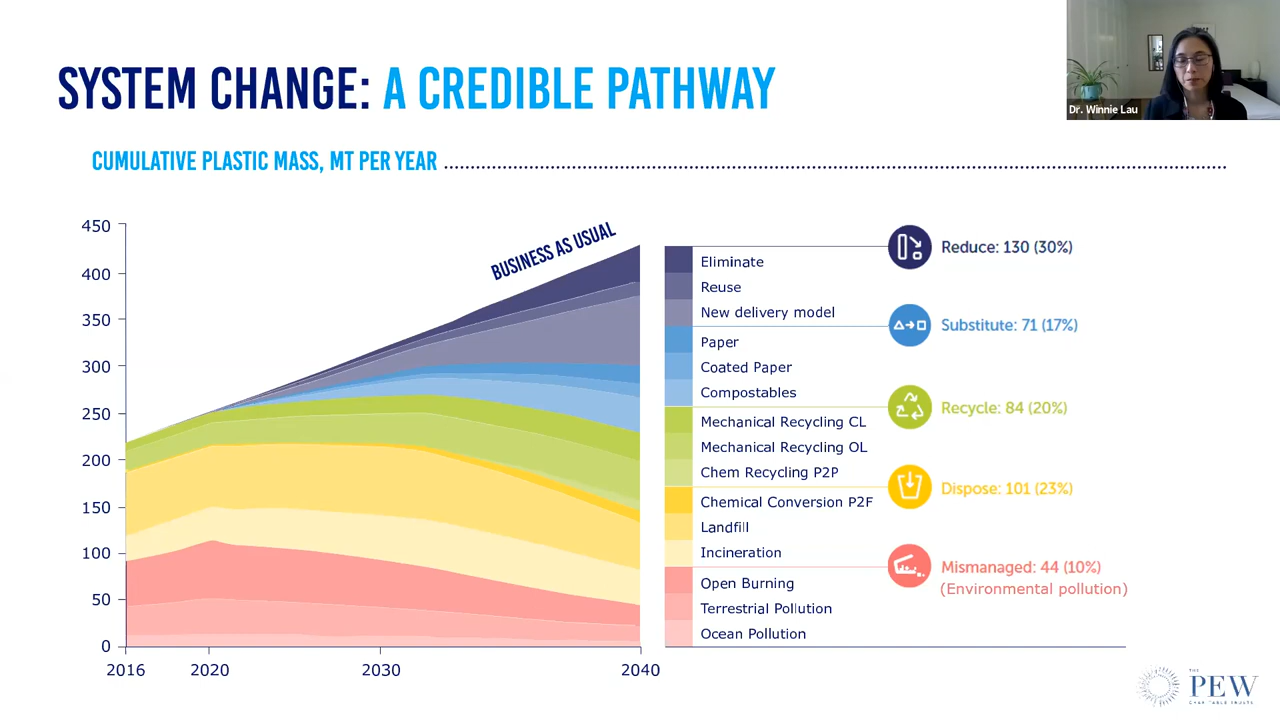 SYSTEM CHANGE: A CREDIBLE PATHWAY
Dr. Winnie Lau
CUMULATIVE PLASTIC MASS, MT PER YEAR
450
400
350
300
250
200
150
100
50
0
2016
2020
2030
2040
BUSINESS AS USUAL
Eliminate
Reuse
New delivery model
Paper
Coated Paper
Compostables
Mechanical Recycling CL
Mechanical Recycling OL
Chem Recycling P2P
Chemical Conversion P2F
Landfill
Incineration
Open Burning
Terrestrial Pollution
Ocean Pollution
Reduce: 130 (30%)
Substitute: 71 (17%)
Recycle: 84 (20%)
Dispose: 101 (23%)
Mismanaged: 44 (10%)
(Environmental pollution)
THE
PEW
CHARITABLE TRUSTS